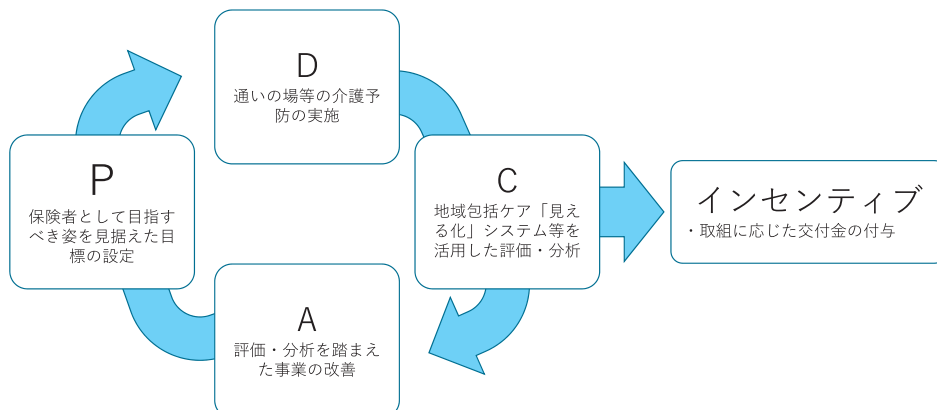 P
保険者として目指す
べき姿を見据えた目
標の設定
D
通いの場等の介護予
防の実施
C
地域包括ケア「見え
る化」システム等を
活用した評価・分析
A
評価・分析を踏まえ
た事業の改善
インセンティブ
・取組に応じた交付金の付与